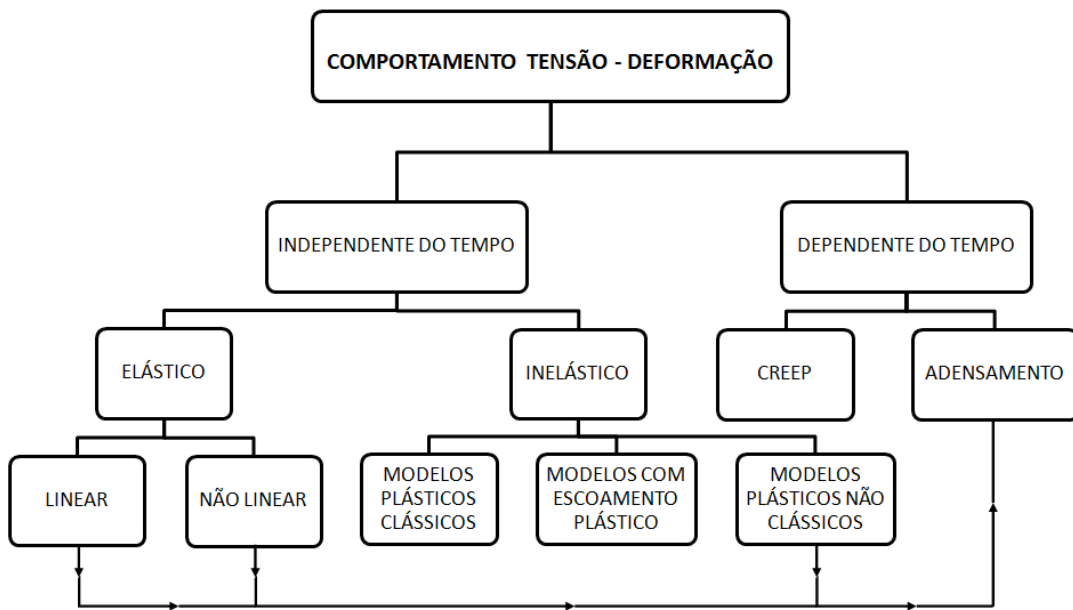 COMPORTAMENTO TENSÃO - DEFORMAÇÃO
INDEPENDENTE DO TEMPO
DEPENDENTE DO TEMPO
ELÁSTICO
INELÁSTICO
CREEP
ADENSAMENTO
LINEAR
NÃO LINEAR
MODELOS
PLÁSTICOS
CLÁSSICOS
MODELOS COM
ESCOAMENTO
PLÁSTICO
MODELOS
PLÁSTICOS NÃO
CLÁSSICOS